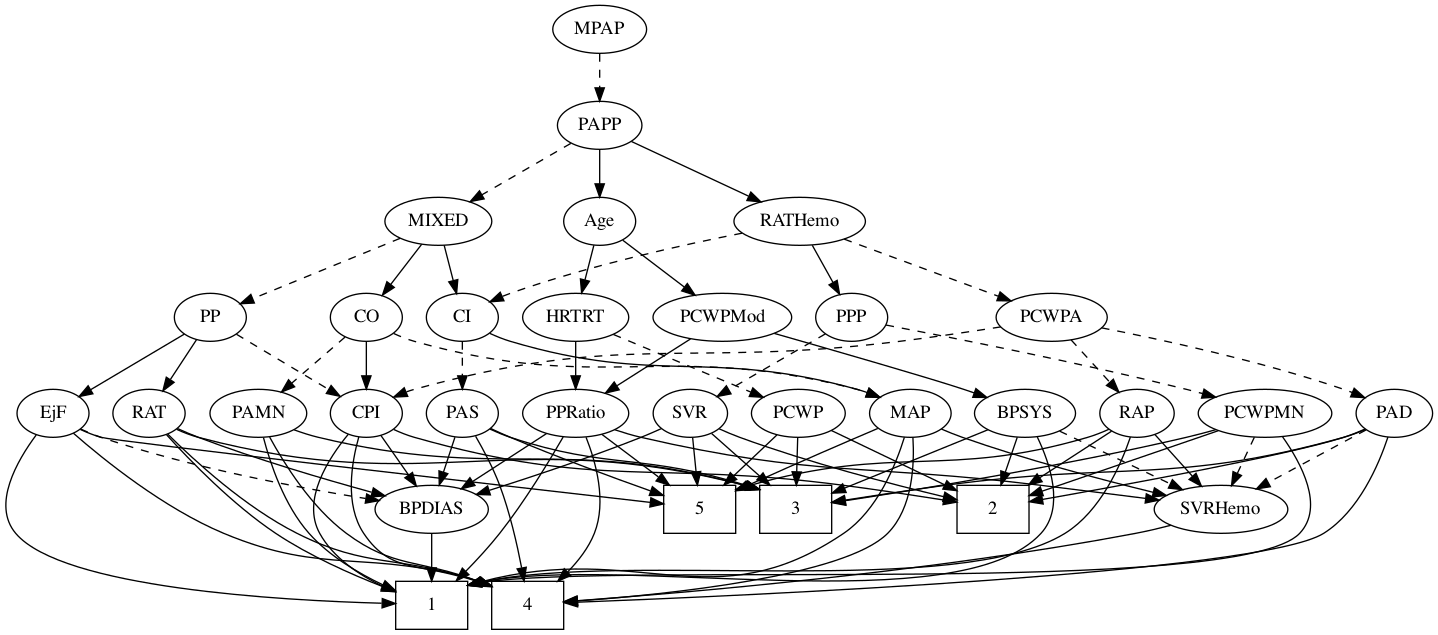 MPAP
PAPP
MIXED
Age
RATHemo
PP
CO
CI
HRTRT
PCWPMod
PPP
PCWPA
EjF
RAT
PAMN
CPI
PAS
PPRatio
SVR
PCWP
MAP
BPSYS
RAP
PCWPMN
PAD
BPDIAS
5
3
2
SVRHemo
1
4